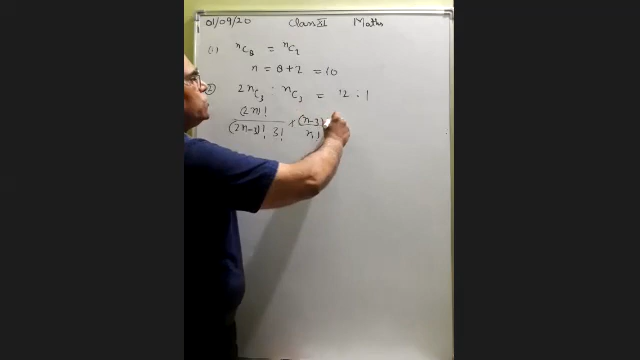 01/09/20 Class XI Maths
(1) ⁿC₈ = ⁿC₂
n = 8+2 = 10
② ²ⁿC₃ : ⁿC₃ = 12 : 1
(2n)! / (2n-3)! 3! × (n-3) / n!